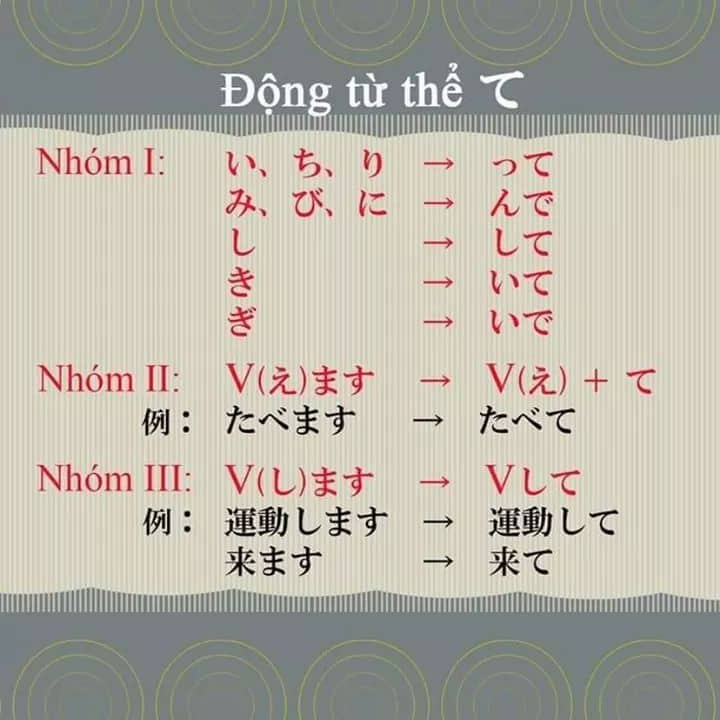 Động từ thể て
Nhóm I: い、ち、り → って
み、び、に → んで
し → して
き → いて
ぎ → いで
Nhóm II: V(え)ます → V(え) + て
例： たべます → たべて
Nhóm III: V(し)ます → Vして
例： 運動します → 運動して
来ます → 来て